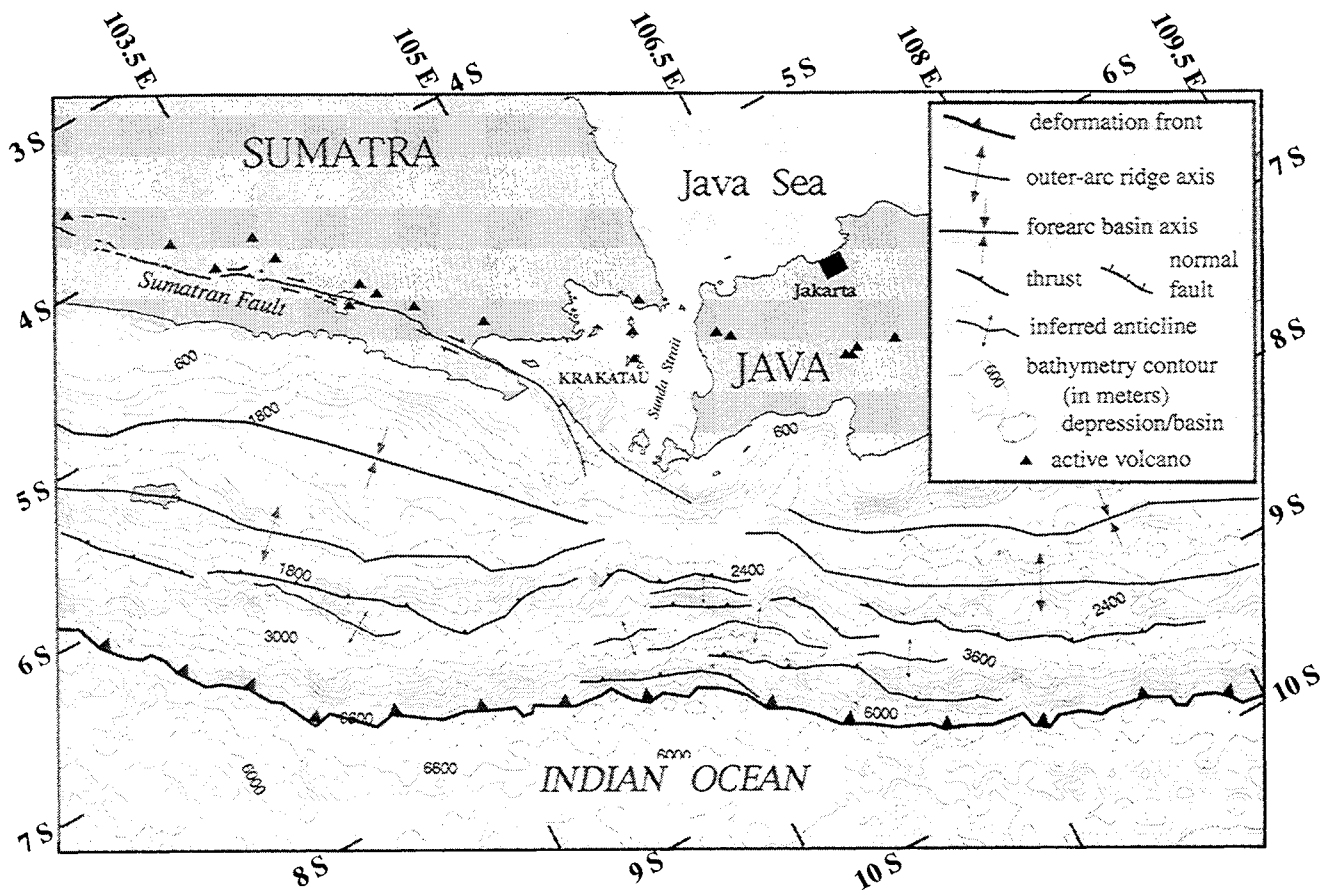 103.5 E
105 E
4 S
106.5 E
5 S
108 E
6 S
109.5 E
3 S
4 S
5 S
6 S
7 S
7 S
8 S
9 S
10 S
8 S
9 S
10 S
SUMATRA
Java Sea
Sumatran Fault
Jakarta
KRAKATAU
Sunda Strait
JAVA
600
1800
600
1800
2400
2400
3000
3600
6600
6000
6000
6600
6000
INDIAN OCEAN
deformation front
outer-arc ridge axis
forearc basin axis
thrust
normal
fault
inferred anticline
600
bathymetry contour
(in meters)
depression/basin
active volcano